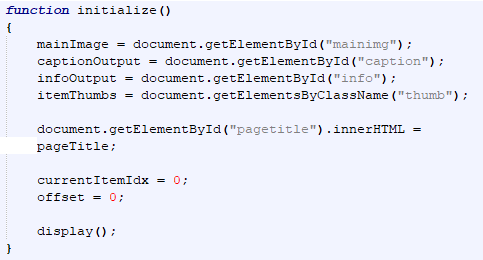 function initialize()
{
    mainImage = document.getElementById("mainimg");
    captionOutput = document.getElementById("caption");
    infoOutput = document.getElementById("info");
    itemThumbs = document.getElementsByClassName("thumb");

    document.getElementById("pagetitle").innerHTML =
    pageTitle;

    currentItemIdx = 0;
    offset = 0;

    display();
}